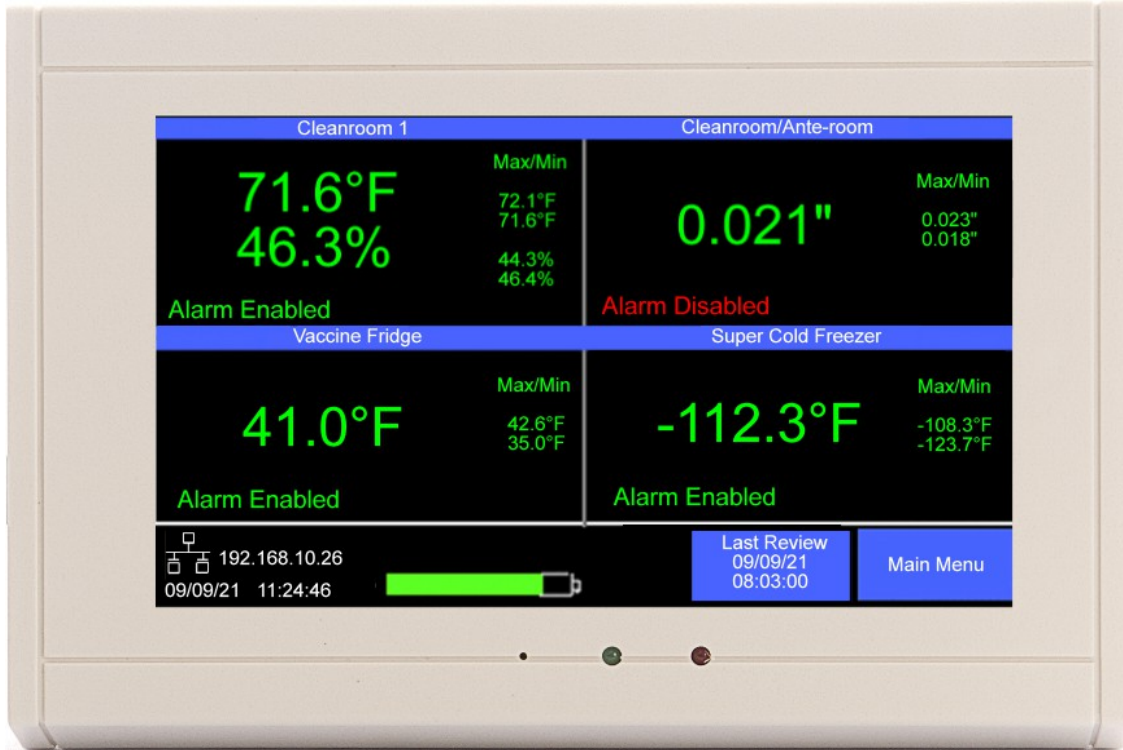 Cleanroom 1
71.6°F
46.3%
Max/Min
72.1°F
71.6°F
44.3%
46.4%
Alarm Enabled
Cleanroom/Ante-room
0.021"
Max/Min
0.023"
0.018"
Alarm Disabled
Vaccine Fridge
41.0°F
Max/Min
42.6°F
35.0°F
Alarm Enabled
Super Cold Freezer
-112.3°F
Max/Min
-108.3°F
-123.7°F
Alarm Enabled
192.168.10.26
09/09/21 11:24:46
Last Review
09/09/21
08:03:00
Main Menu